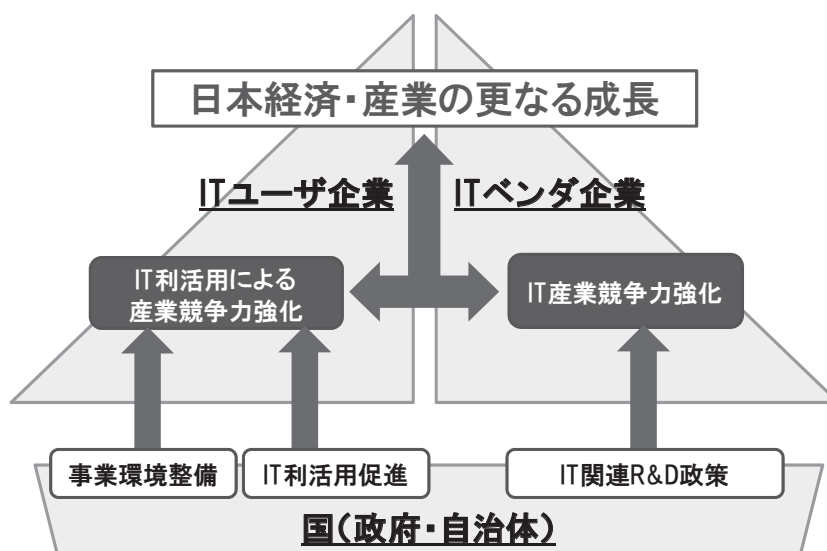 日本経済・産業の更なる成長
ITユーザ企業
ITベンダ企業
IT利活用による
産業競争力強化
IT産業競争力強化
事業環境整備
IT利活用促進
IT関連R&D政策
国(政府・自治体)